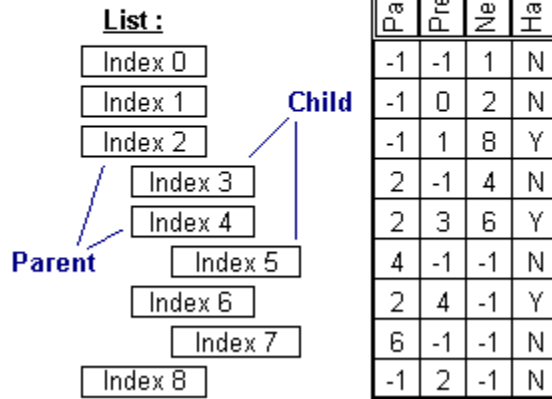 List :
Pa Pre Ne Ha
Index 0 -1 -1 1 N
Index 1 Child -1 0 2 N
Index 2 -1 1 8 Y
Index 3 2 -1 4 N
Index 4 2 3 6 Y
Parent Index 5 4 -1 -1 N
Index 6 2 4 -1 Y
Index 7 6 -1 -1 N
Index 8 -1 2 -1 N